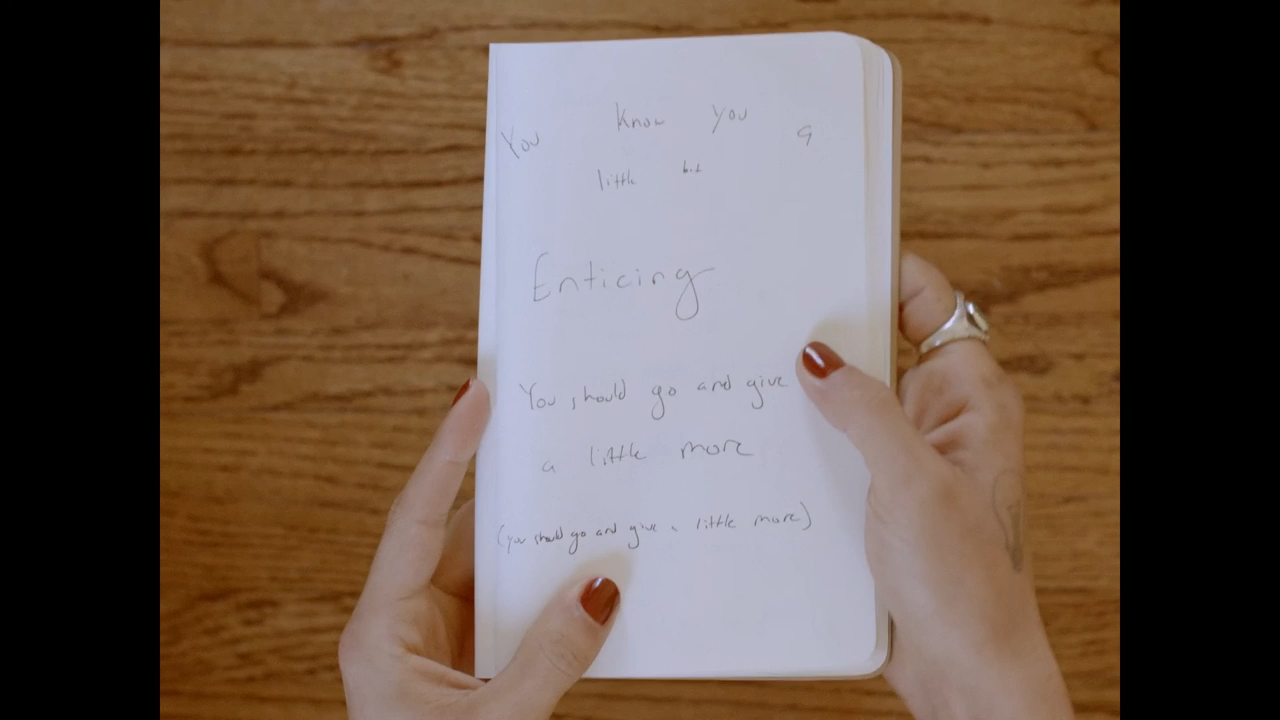 You know you a
little bit
Enticing
You should go and give
a little more
(you should go and give a little more)